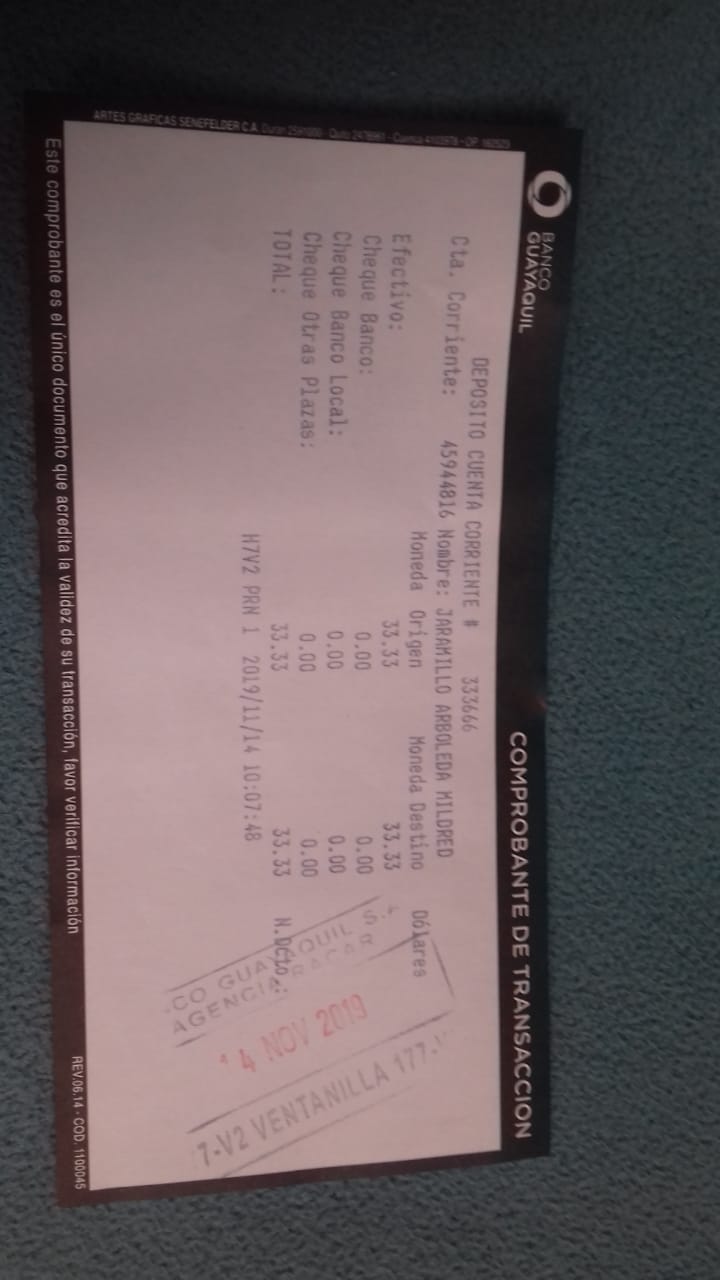 BANCO
GUAYAQUIL
COMPROBANTE DE TRANSACCION
DEPOSITO CUENTA CORRIENTE # 333666
Cta. Corriente: 45944816 Nombre: JARAMILLO ARBOLEDA MILDRED
Moneda Origen Moneda Destino Dólares
Efectivo: 33.33 33.33
Cheque Banco: 0.00 0.00
Cheque Banco Local: 0.00 0.00
Cheque Otras Plazas: 0.00 0.00
TOTAL: 33.33 33.33 N.Dcto.:
H7V2 PRN 1 2019/11/14 10:07:48
CO GUAYAQUIL S.A
AGENCIA
14 NOV 2019
7-V2 VENTANILLA 177
ARTES GRAFICAS SENEFELDER C.A.
REV.06.14 - COD. 1100045
Este comprobante es el único documento que acredita la validez de su transacción, favor verificar información